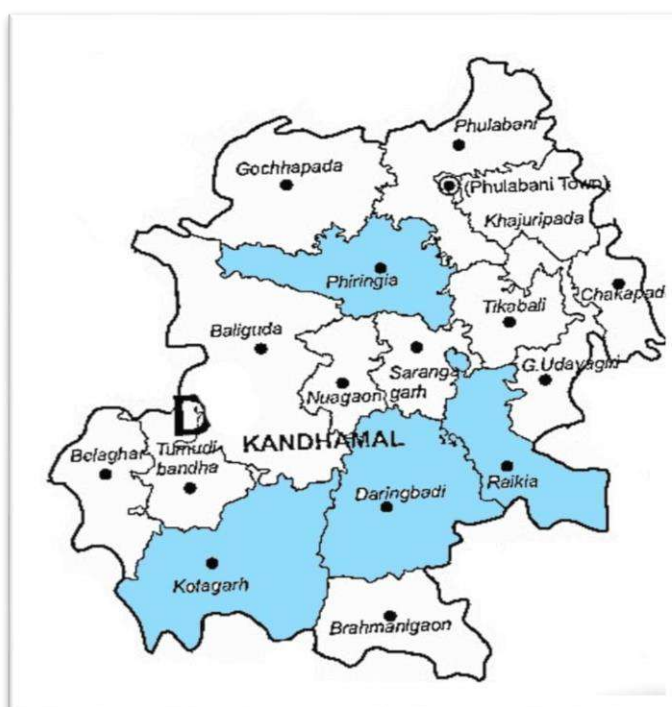 Phulabani
Gochhapada
(Phulabani Town)
Khajuripada
Phiringia
Chakapad
Tikabali
Baliguda
G.Udayagiri
Saranga
garh
Nuagaon
D
KANDHAMAL
Belaghar
Tumudi
bandha
Raikia
Daringbadi
Kotagarh
Brahmanigaon